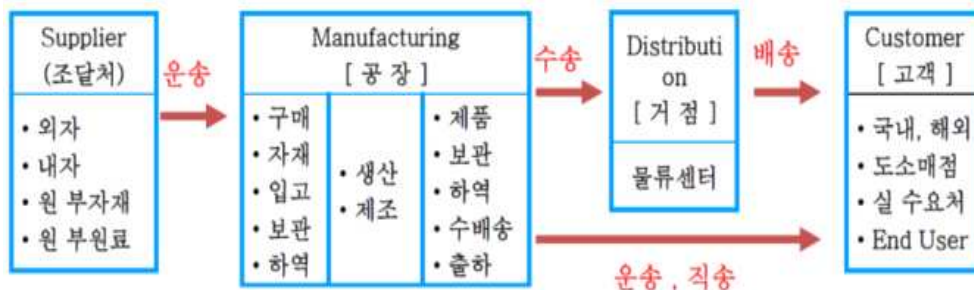 Supplier
(조달처)
• 외자
• 내자
• 원 부자재
• 원 부원료
운송
Manufacturing
[ 공 장 ]
• 구매
• 자재
• 입고
• 보관
• 하역
• 생산
• 제조
• 제품
• 보관
• 하역
• 수배송
• 출하
수송
Distributi
on
[ 거 점 ]
물류센터
배송
Customer
[ 고객 ]
• 국내, 해외
• 도소매점
• 실 수요처
• End User
운송 , 직송